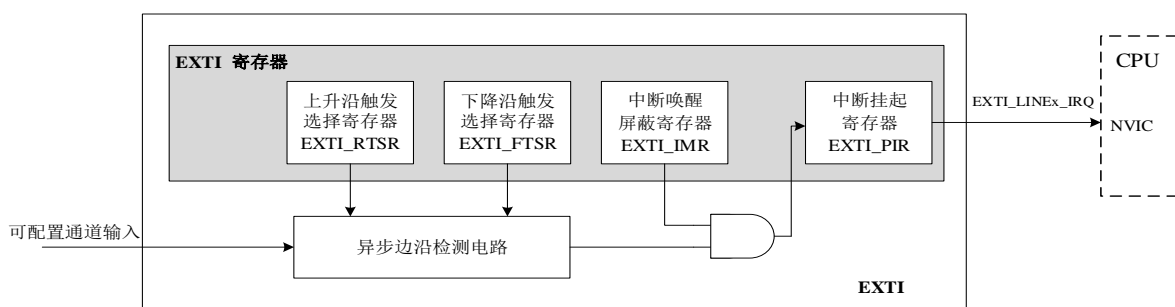 EXTI 寄存器
上升沿触发
选择寄存器
EXTI_RTSR
下降沿触发
选择寄存器
EXTI_FTSR
中断唤醒
屏蔽寄存器
EXTI_IMR
中断挂起
寄存器
EXTI_PIR
EXTI_LINEx_IRQ
CPU
NVIC
可配置通道输入
异步边沿检测电路
EXTI